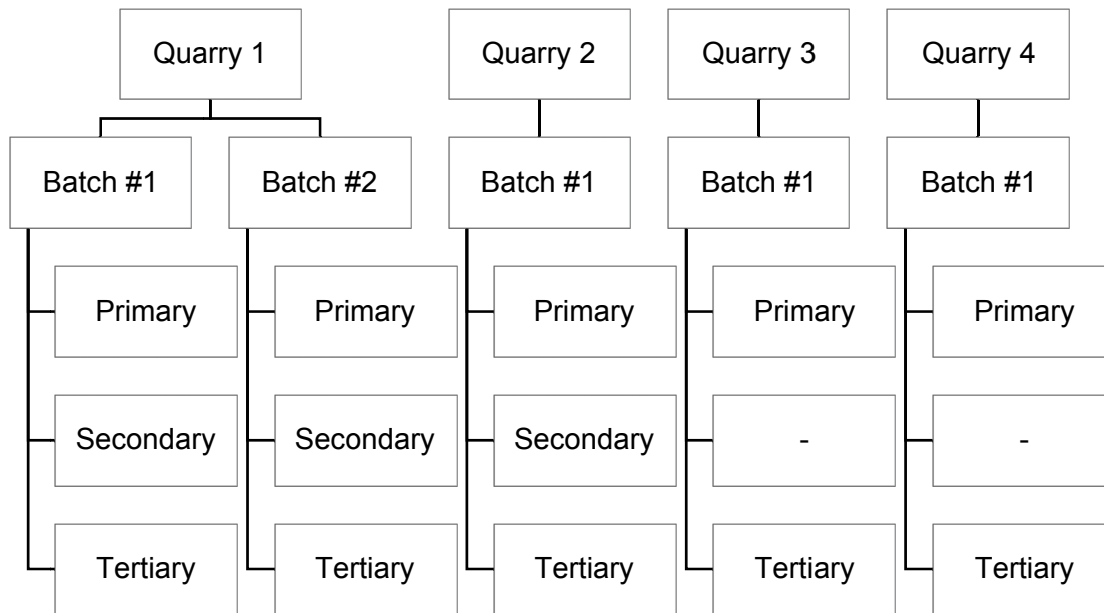 Quarry 1
Quarry 2
Quarry 3
Quarry 4
Batch #1
Batch #2
Batch #1
Batch #1
Batch #1
Primary
Primary
Primary
Primary
Primary
Secondary
Secondary
Secondary
-
-
Tertiary
Tertiary
Tertiary
Tertiary
Tertiary